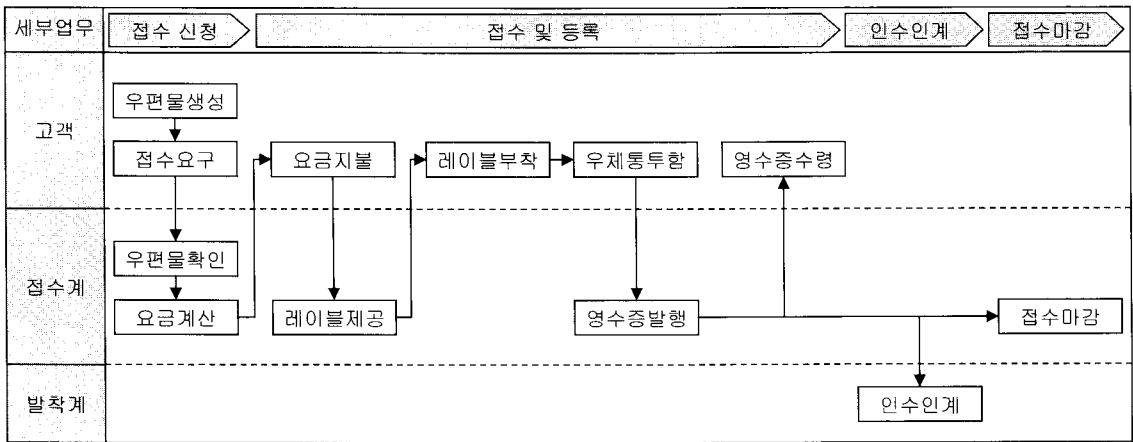 세부업무 접수 신청 접수 및 등록 인수인계 접수마감
고객
우편물생성
접수요구 요금지불 레이블부착 우체통투함 영수증수령
접수계
우편물확인
요금계산 레이블제공 영수증발행 접수마감
발착계 인수인계